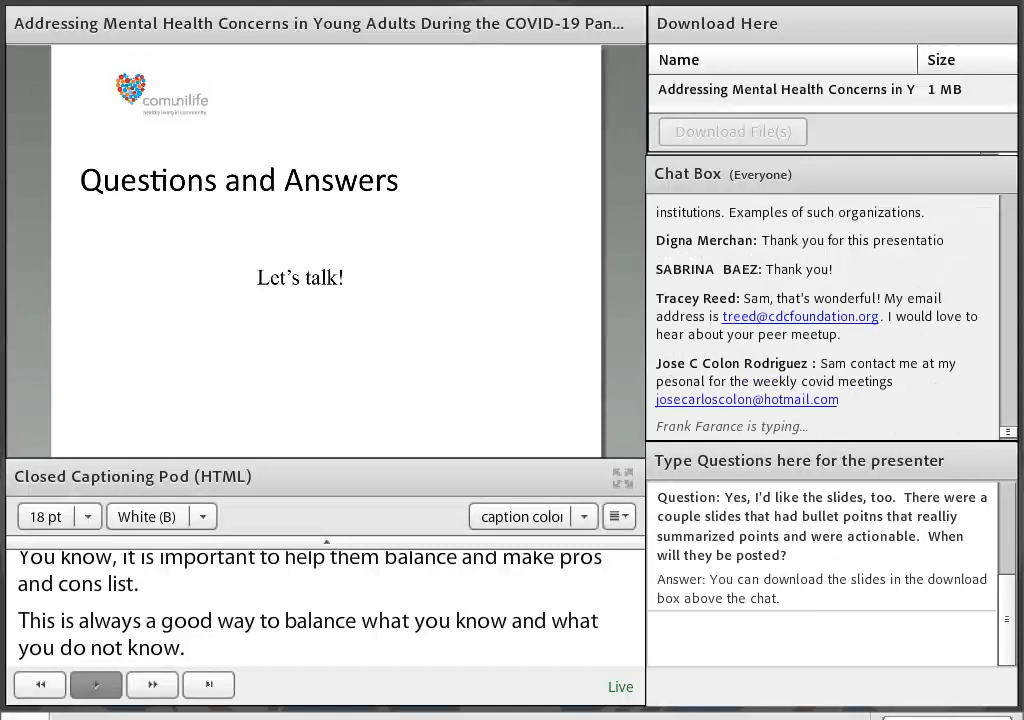 Addressing Mental Health Concerns in Young Adults During the COVID-19 Pan...
comunilife
healthy living in community
Questions and Answers
Let's talk!
Closed Captioning Pod (HTML)
18 pt
White (B)
caption color
You know, it is important to help them balance and make pros
and cons list.
This is always a good way to balance what you know and what
you do not know.
Live
Download Here
Name Size
Addressing Mental Health Concerns in Y 1 MB
Download File(s)
Chat Box (Everyone)
institutions. Examples of such organizations.
Digna Merchan: Thank you for this presentatio
SABRINA BAEZ: Thank you!
Tracey Reed: Sam, that's wonderful! My email
address is treed@cdcfoundation.org. I would love to
hear about your peer meetup.
Jose C Colon Rodriguez : Sam contact me at my
pesonal for the weekly covid meetings
josecarloscolon@hotmail.com
Frank Farance is typing...
Type Questions here for the presenter
Question: Yes, I'd like the slides, too. There were a
couple slides that had bullet poitns that realliy
summarized points and were actionable. When
will they be posted?
Answer: You can download the slides in the download
box above the chat.